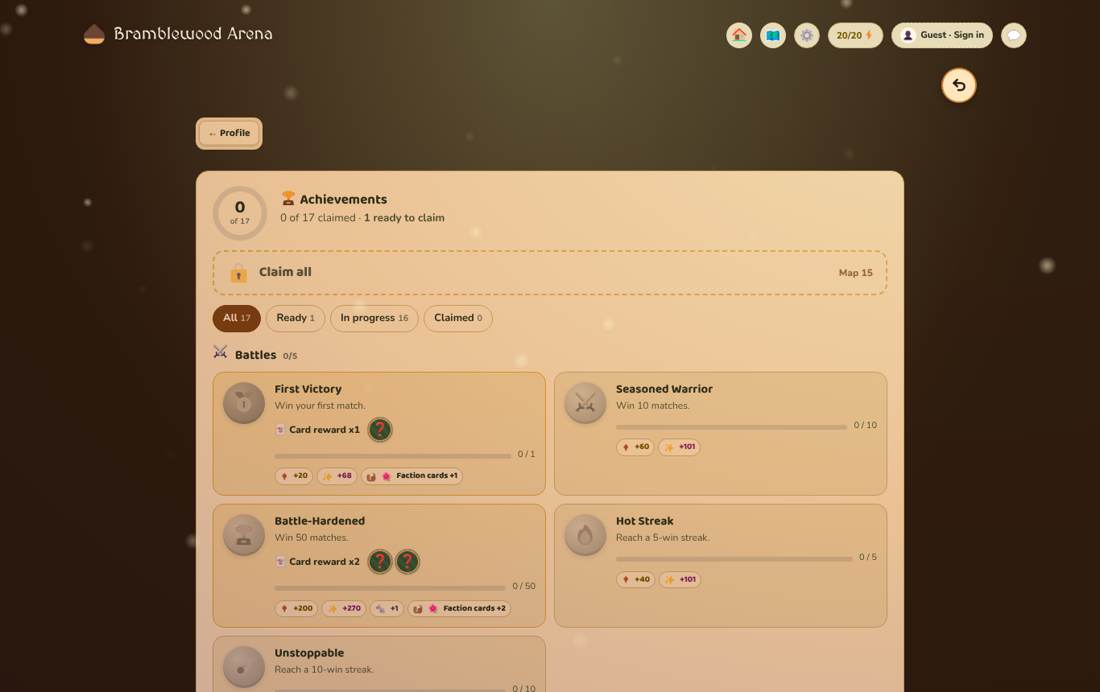 Bramblewood Arena
20/20
Guest · Sign in
← Profile
0
of 17
Achievements
0 of 17 claimed · 1 ready to claim
Claim all
Map 15
All 17
Ready 1
In progress 16
Claimed 0
Battles 0/5
First Victory
Win your first match.
Card reward x1
0 / 1
+20
+68
Faction cards +1
Seasoned Warrior
Win 10 matches.
0 / 10
+60
+101
Battle-Hardened
Win 50 matches.
Card reward x2
0 / 50
+200
+270
+1
Faction cards +2
Hot Streak
Reach a 5-win streak.
0 / 5
+40
+101
Unstoppable
Reach a 10-win streak.
0 / 10